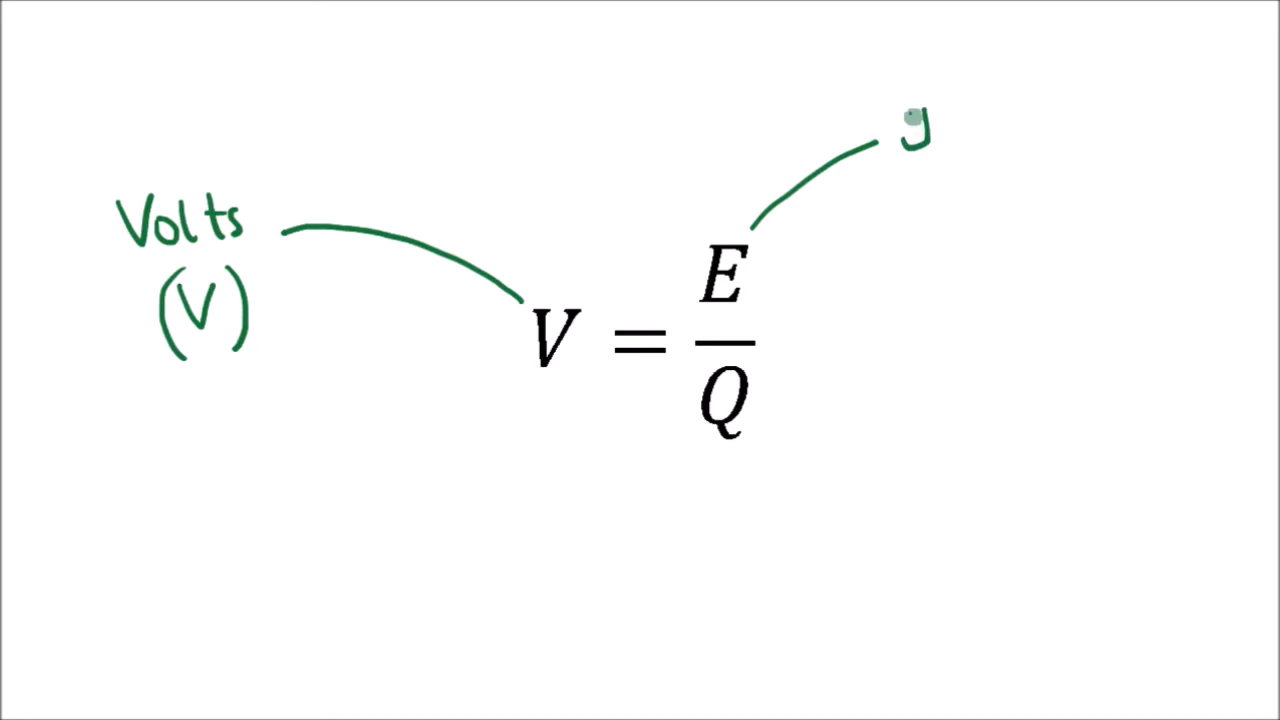 Volts
(V)
J
V = E/Q